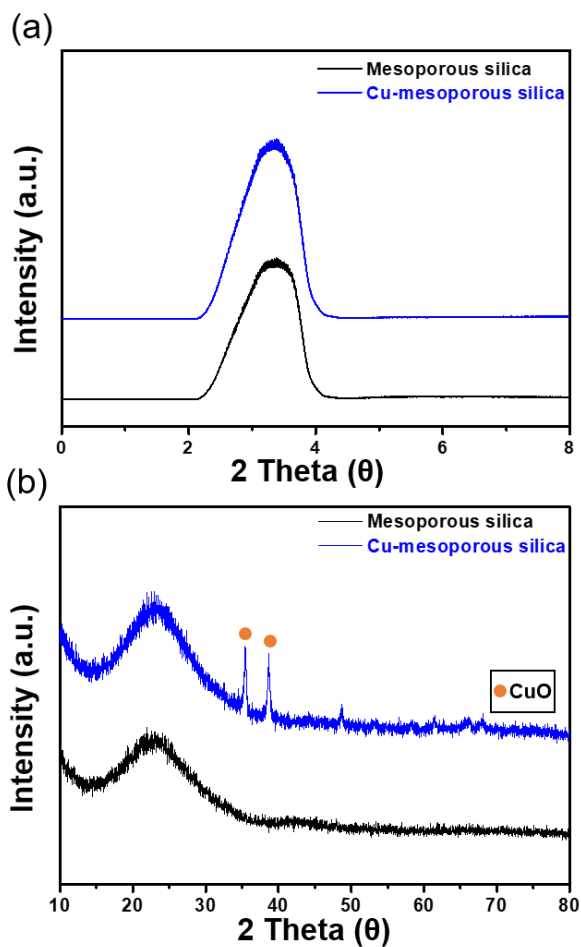 (a)
Mesoporous silica
Cu-mesoporous silica
Intensity (a.u.)
0 2 4 6 8
2 Theta (θ)
(b)
Mesoporous silica
Cu-mesoporous silica
CuO
Intensity (a.u.)
10 20 30 40 50 60 70 80
2 Theta (θ)